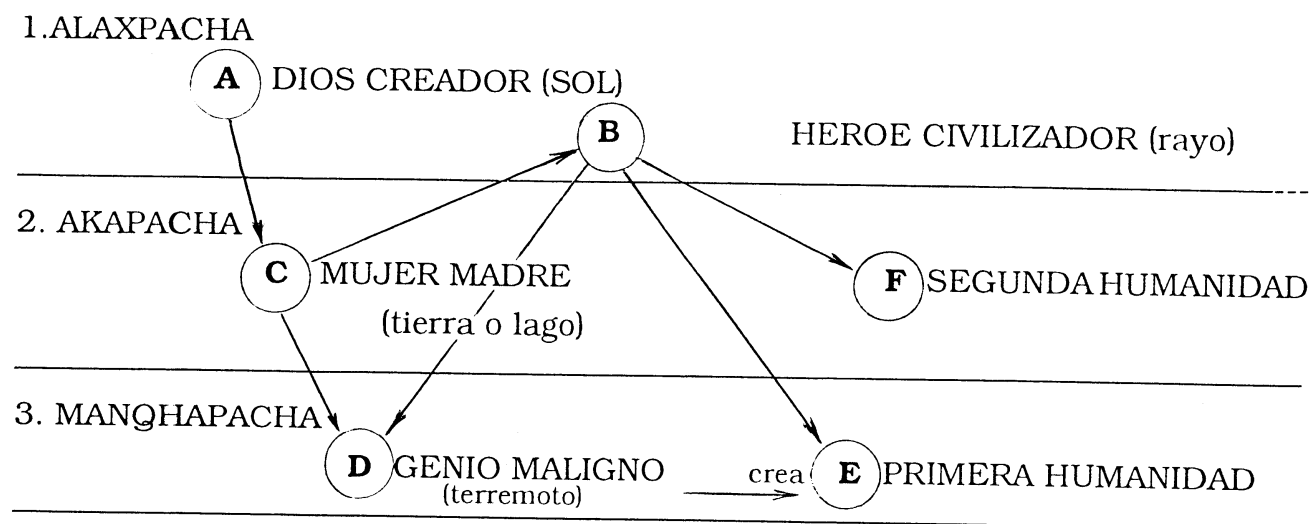 1.ALAXPACHA
A DIOS CREADOR (SOL)
B HEROE CIVILIZADOR (rayo)
2. AKAPACHA
C MUJER MADRE
(tierra o lago)
F SEGUNDA HUMANIDAD
3. MANQHAPACHA
D GENIO MALIGNO
(terremoto)
crea E PRIMERA HUMANIDAD